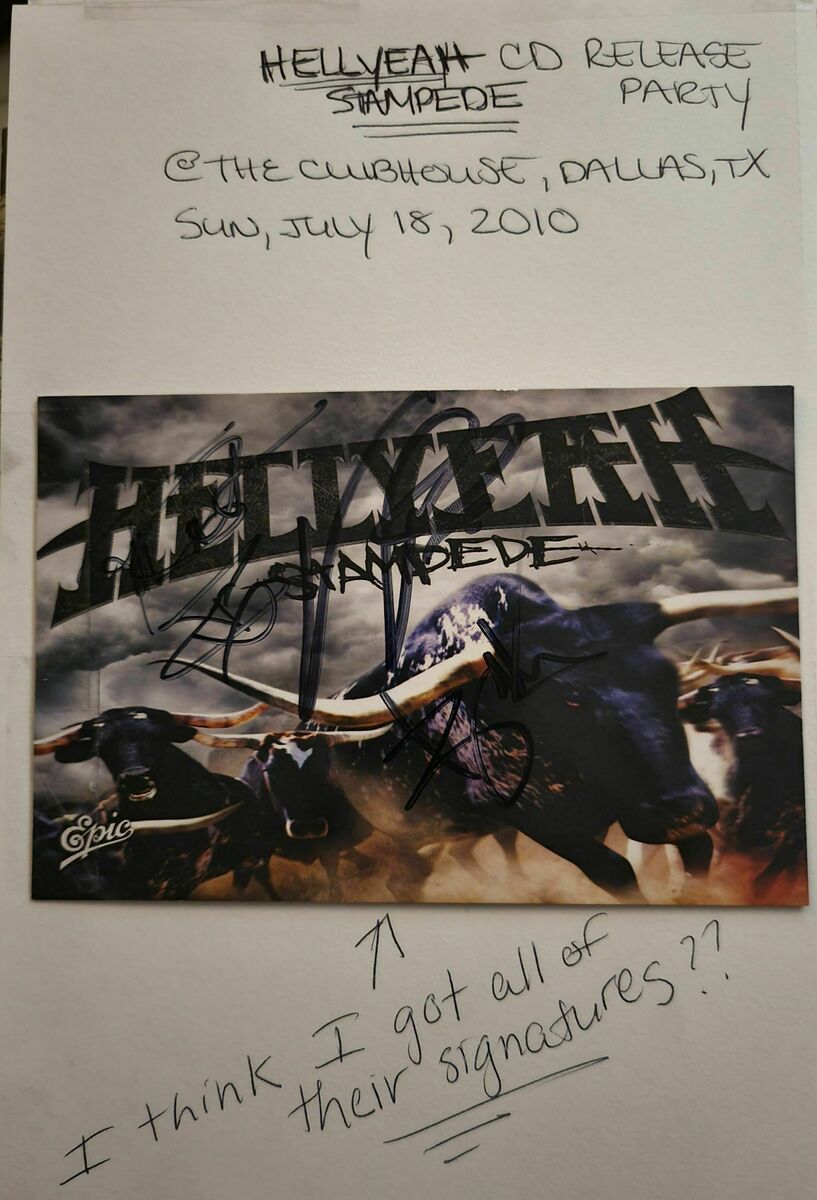 HELLYEAH CD RELEASE
STAMPEDE PARTY
@ THE CLUBHOUSE, DALLAS, TX
SUN, JULY 18, 2010
HELLYEAH
STAMPEDE
Epic
I think I got all of
their signatures??